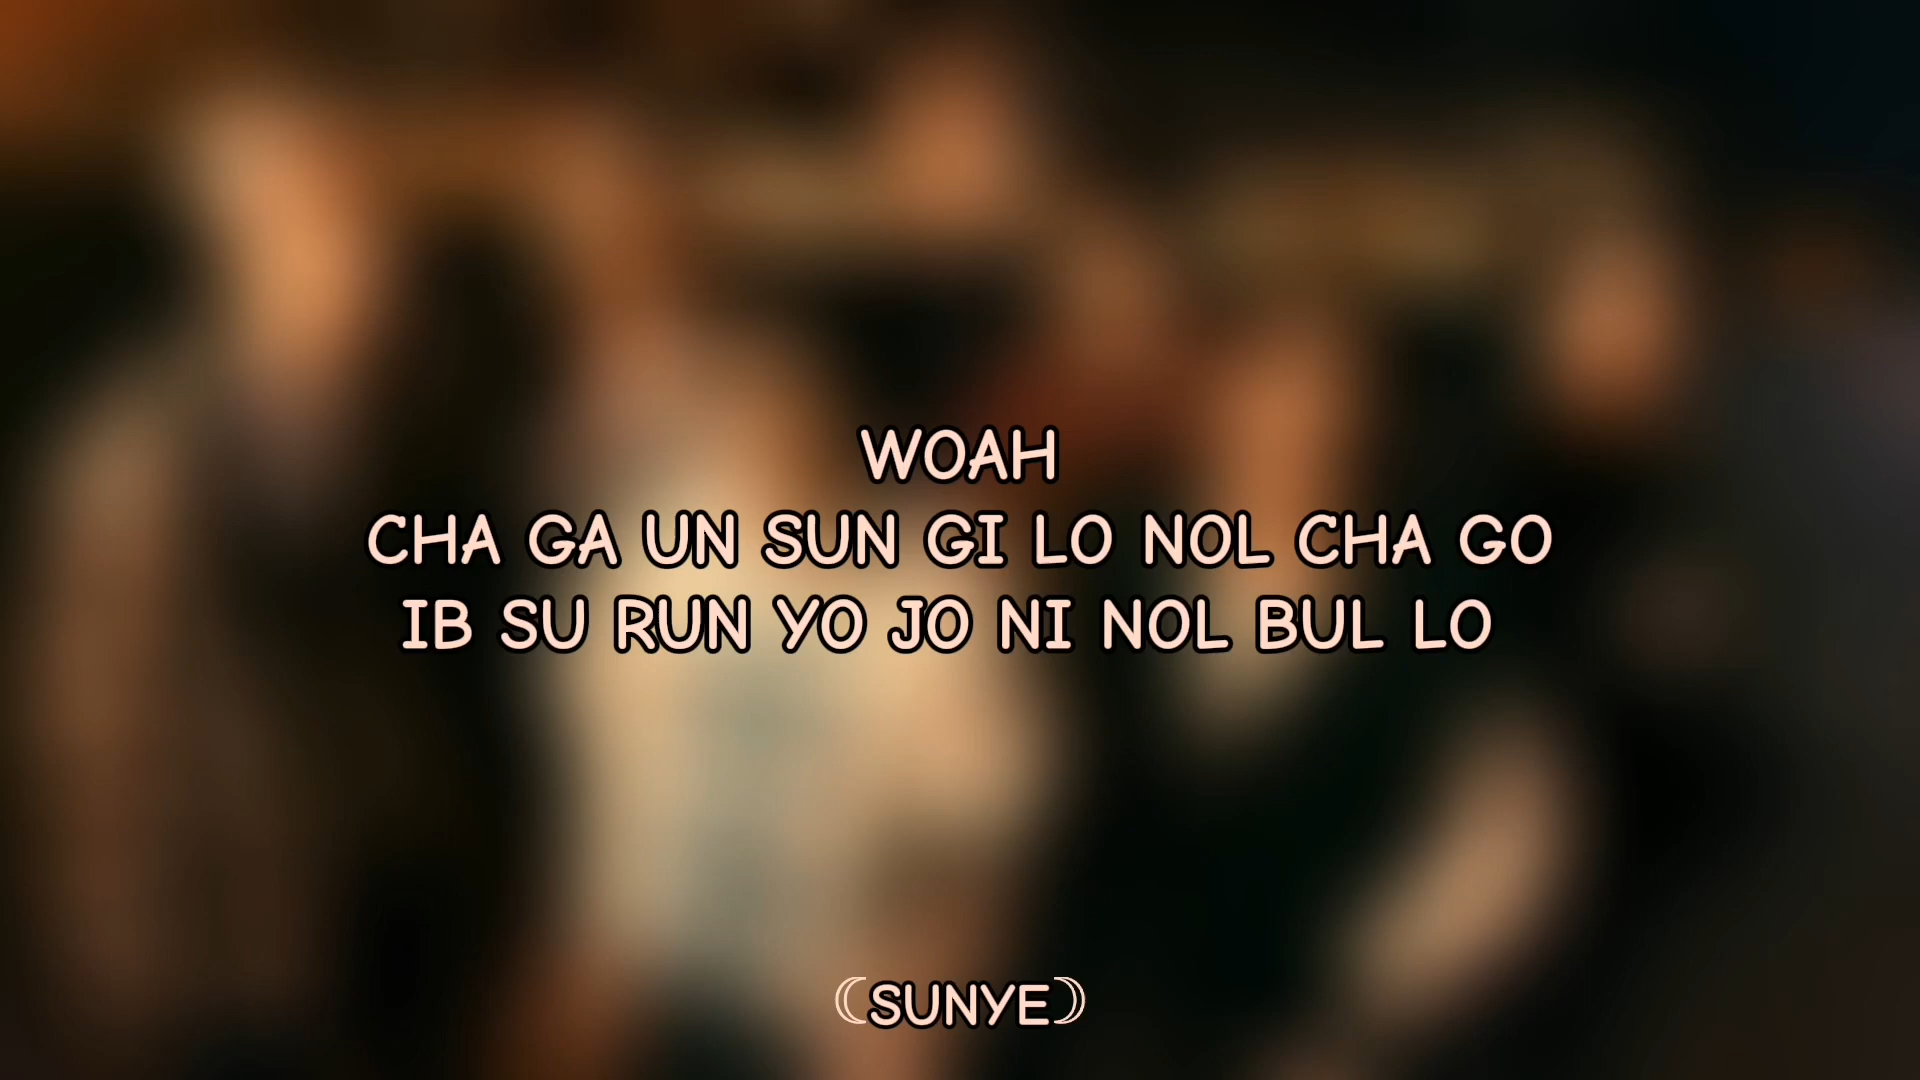 WOAH
CHA GA UN SUN GI LO NOL CHA GO
IB SU RUN YO JO NI NOL BUL LO
☾SUNYE☽